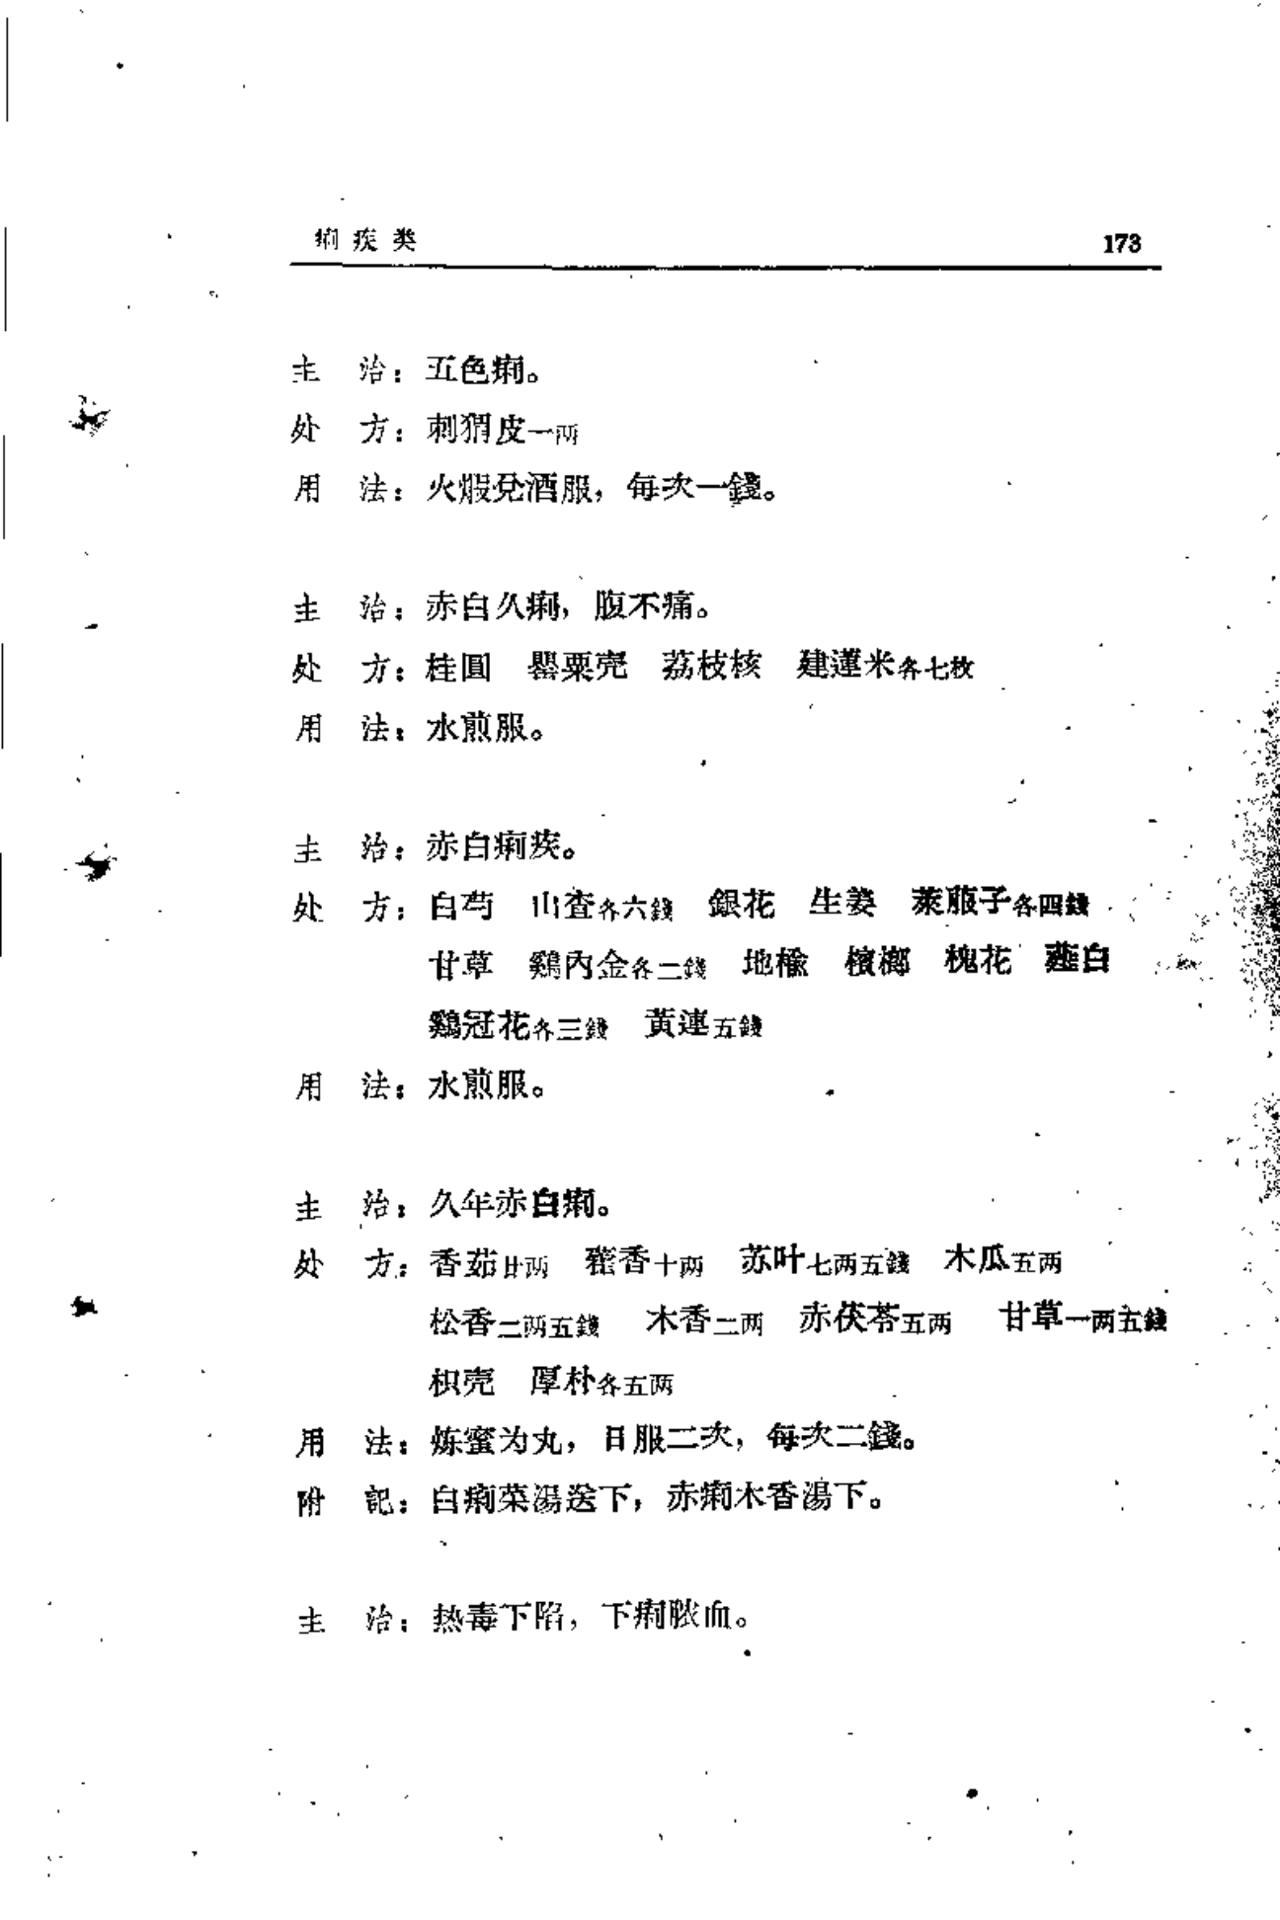 痢疾类 173
主　治：五色痢。
处　方：刺猬皮一两
用　法：火煅兑酒服，每次一錢。
主　治：赤白久痢，腹不痛。
处　方：桂圓　罂粟壳　荔枝核　建蓮米各七枚
用　法：水煎服。
主　治：赤白痢疾。
处　方：白芍　山査各六錢　銀花　生姜　萊菔子各四錢
甘草　鷄內金各二錢　地楡　檳榔　槐花　薤白
鷄冠花各三錢　黃連五錢
用　法：水煎服。
主　治：久年赤白痢。
处　方：香茹廿两　藿香十两　苏叶七两五錢　木瓜五两
松香二两五錢　木香二两　赤茯苓五两　甘草一两五錢
枳壳　厚朴各五两
用　法：炼蜜为丸，日服二次，每次二錢。
附　記：白痢菜湯送下，赤痢木香湯下。
主　治：热毒下陷，下痢脓血。